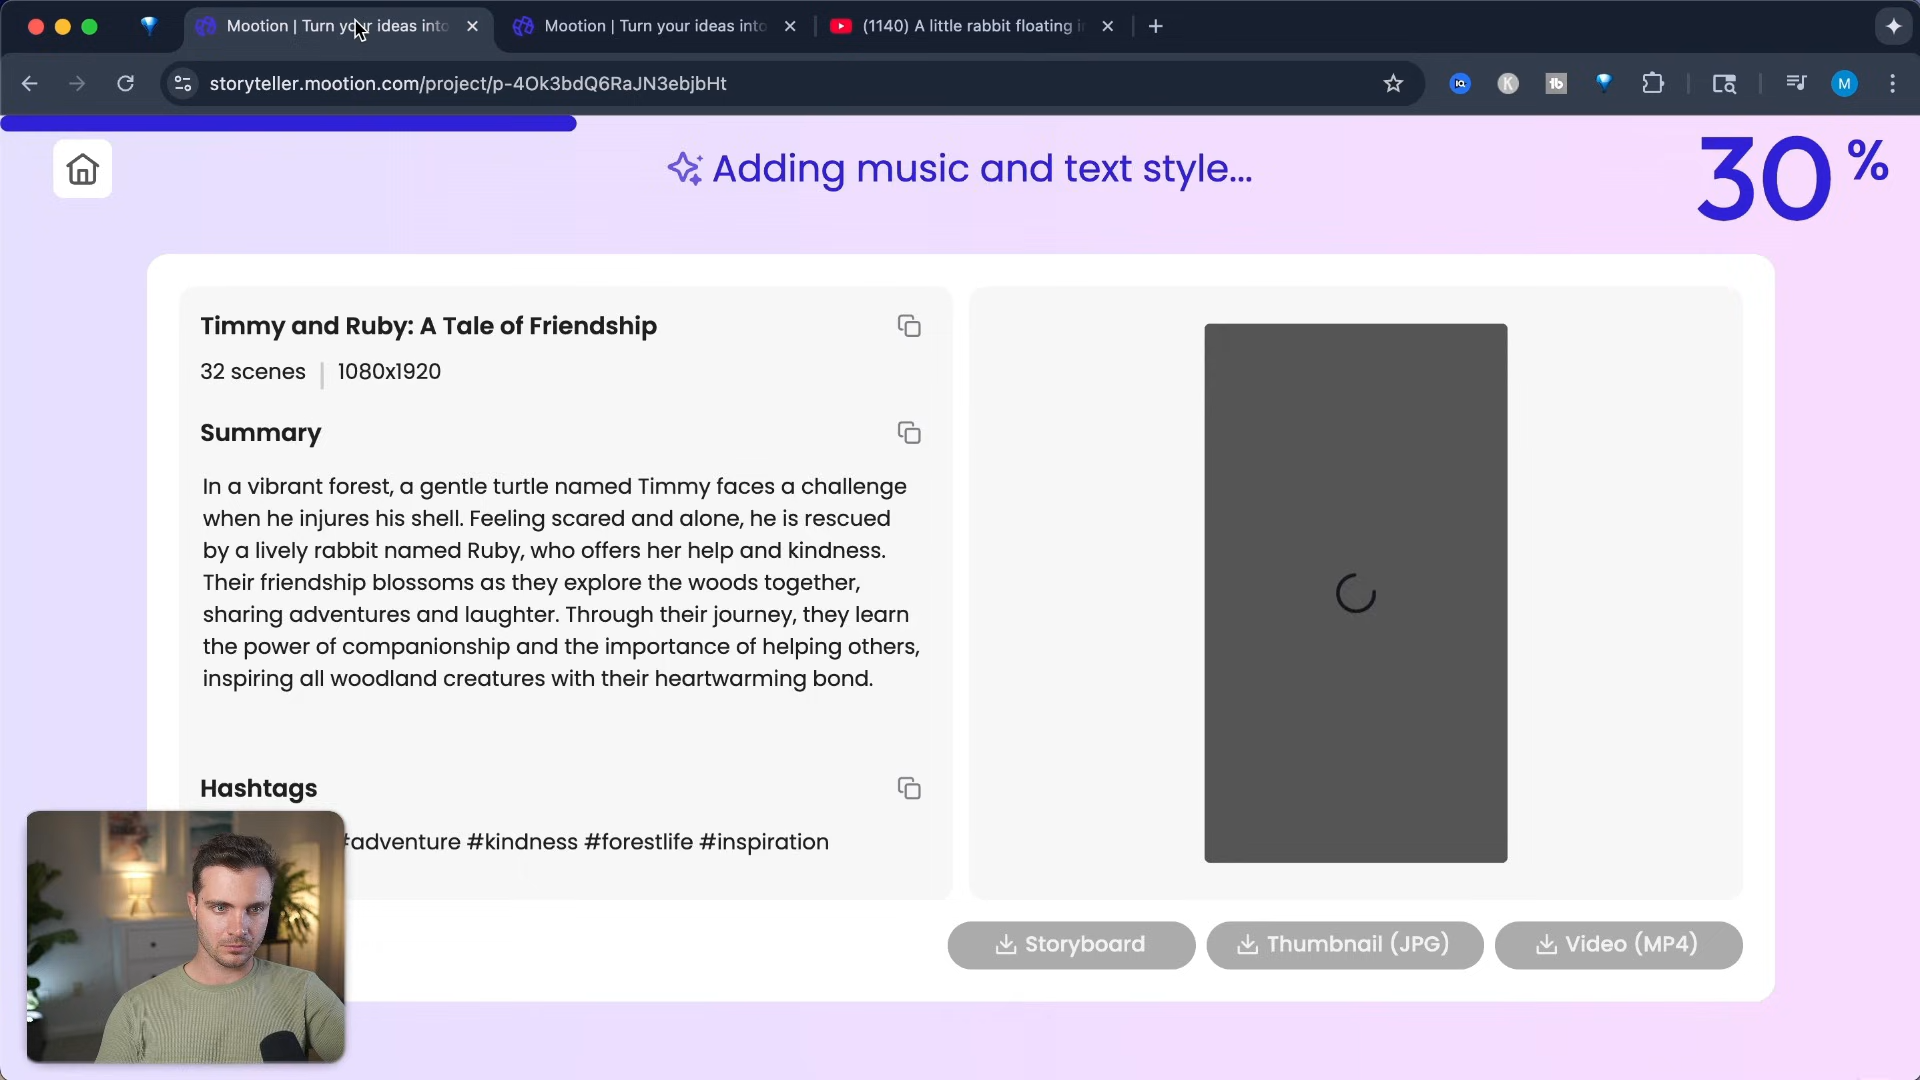 Mootion | Turn your ideas into
Mootion | Turn your ideas into
(1140) A little rabbit floating i
storyteller.mootion.com/project/p-4Ok3bdQ6RaJN3ebjbHt
IQ
K
tb
M
Adding music and text style...
30%
Timmy and Ruby: A Tale of Friendship
32 scenes | 1080x1920
Summary
In a vibrant forest, a gentle turtle named Timmy faces a challenge
when he injures his shell. Feeling scared and alone, he is rescued
by a lively rabbit named Ruby, who offers her help and kindness.
Their friendship blossoms as they explore the woods together,
sharing adventures and laughter. Through their journey, they learn
the power of companionship and the importance of helping others,
inspiring all woodland creatures with their heartwarming bond.
Hashtags
#adventure #kindness #forestlife #inspiration
Storyboard
Thumbnail (JPG)
Video (MP4)